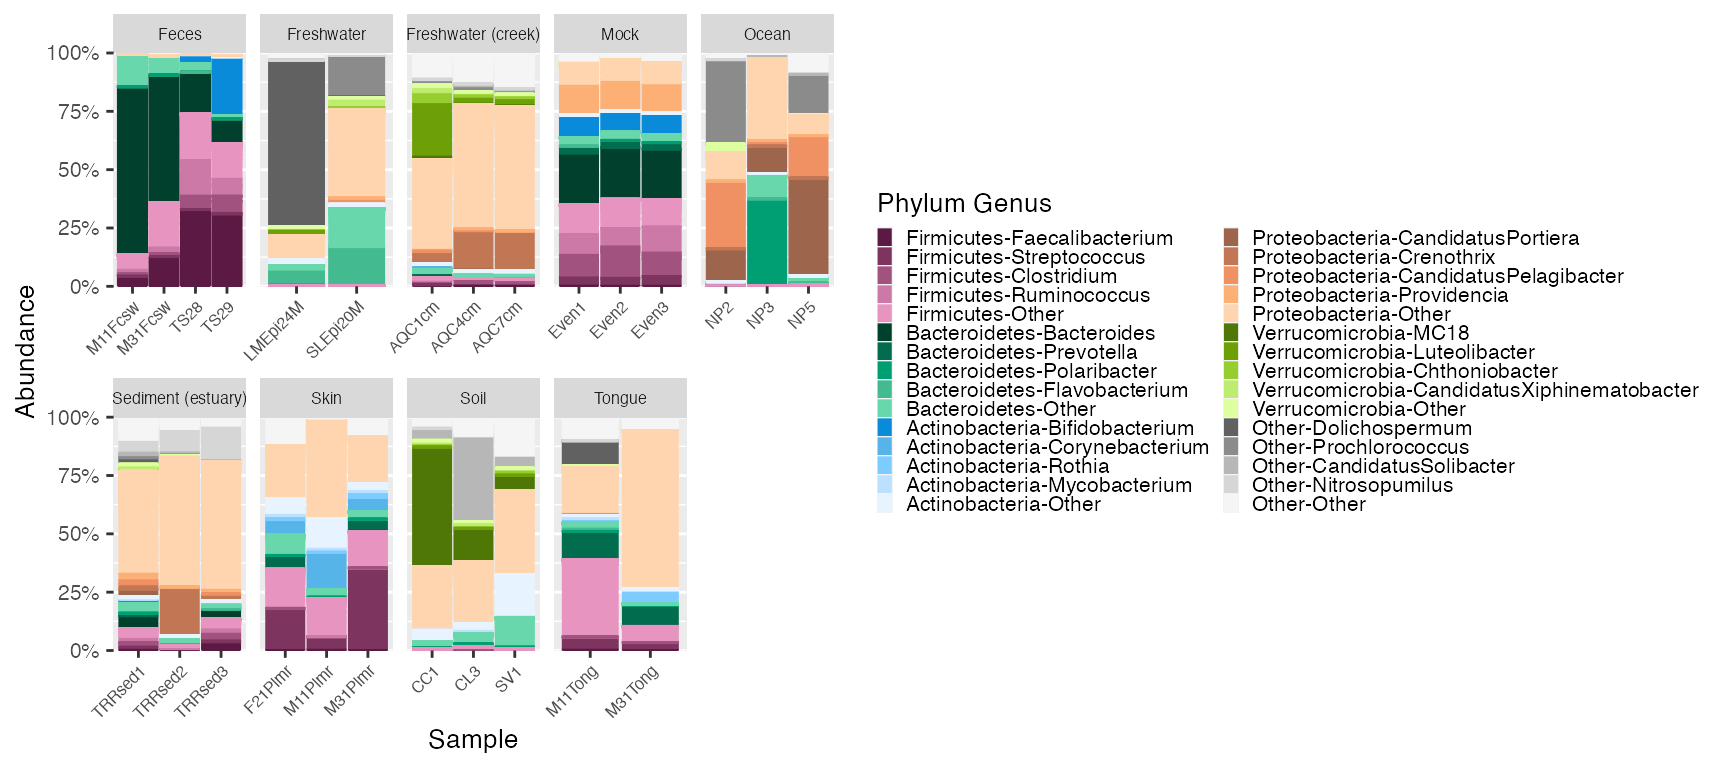 Feces
Freshwater
Freshwater (creek)
Mock
Ocean
100%
75%
50%
25%
0%
M11Fcsw
M31Fcsw
TS28
TS29
LMEpi24M
SLEpi20M
AQC1cm
AQC4cm
AQC7cm
Even1
Even2
Even3
NP2
NP3
NP5
Sediment (estuary)
Skin
Soil
Tongue
100%
75%
50%
25%
0%
TRRsed1
TRRsed2
TRRsed3
F21Plmr
M11Plmr
M31Plmr
CC1
CL3
SV1
M11Tong
M31Tong
Abundance
Sample
Phylum Genus
Firmicutes-Faecalibacterium
Firmicutes-Streptococcus
Firmicutes-Clostridium
Firmicutes-Ruminococcus
Firmicutes-Other
Bacteroidetes-Bacteroides
Bacteroidetes-Prevotella
Bacteroidetes-Polaribacter
Bacteroidetes-Flavobacterium
Bacteroidetes-Other
Actinobacteria-Bifidobacterium
Actinobacteria-Corynebacterium
Actinobacteria-Rothia
Actinobacteria-Mycobacterium
Actinobacteria-Other
Proteobacteria-CandidatusPortiera
Proteobacteria-Crenothrix
Proteobacteria-CandidatusPelagibacter
Proteobacteria-Providencia
Proteobacteria-Other
Verrucomicrobia-MC18
Verrucomicrobia-Luteolibacter
Verrucomicrobia-Chthoniobacter
Verrucomicrobia-CandidatusXiphinematobacter
Verrucomicrobia-Other
Other-Dolichospermum
Other-Prochlorococcus
Other-CandidatusSolibacter
Other-Nitrosopumilus
Other-Other